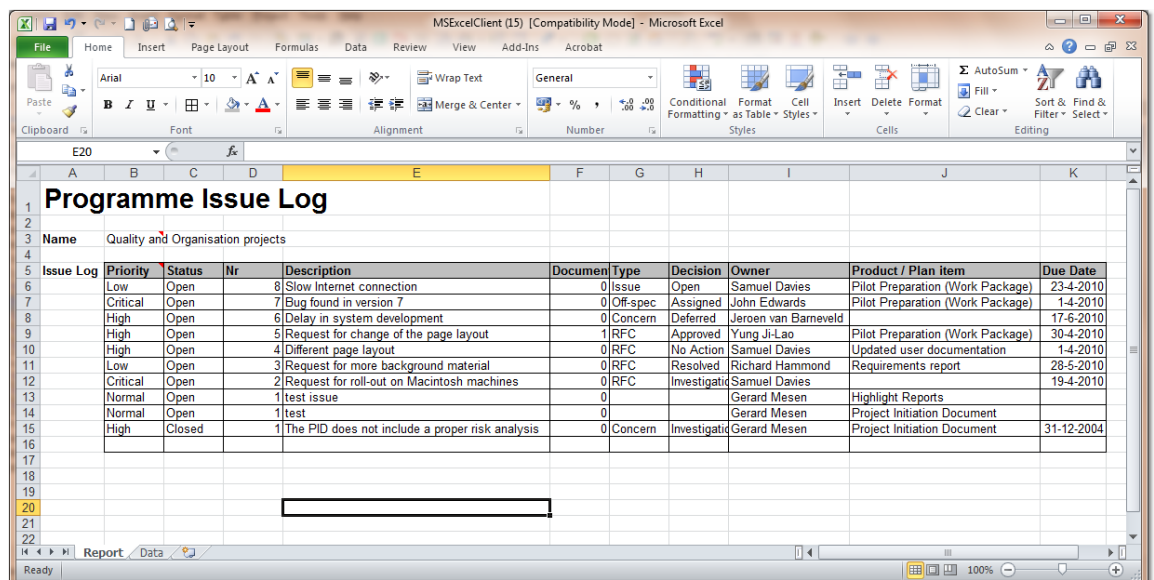 MSExcelClient (15) [Compatibility Mode] - Microsoft Excel
File Home Insert Page Layout Formulas Data Review View Add-Ins Acrobat
Paste Arial 10 Wrap Text General Conditional Formatting Format as Table Cell Styles Insert Delete Format Σ AutoSum Fill Clear Sort & Filter Find & Select
B I U Merge & Center % ,
Clipboard Font Alignment Number Styles Cells Editing
E20 fx
A B C D E F G H I J K
1 Programme Issue Log
2
3 Name Quality and Organisation projects
4
5 Issue Log Priority Status Nr Description Documen Type Decision Owner Product / Plan item Due Date
6 Low Open 8 Slow Internet connection 0 Issue Open Samuel Davies Pilot Preparation (Work Package) 23-4-2010
7 Critical Open 7 Bug found in version 7 0 Off-spec Assigned John Edwards Pilot Preparation (Work Package) 1-4-2010
8 High Open 6 Delay in system development 0 Concern Deferred Jeroen van Barneveld 17-6-2010
9 High Open 5 Request for change of the page layout 1 RFC Approved Yung Ji-Lao Pilot Preparation (Work Package) 30-4-2010
10 High Open 4 Different page layout 0 RFC No Action Samuel Davies Updated user documentation 1-4-2010
11 Low Open 3 Request for more background material 0 RFC Resolved Richard Hammond Requirements report 28-5-2010
12 Critical Open 2 Request for roll-out on Macintosh machines 0 RFC Investigatio Samuel Davies 19-4-2010
13 Normal Open 1 test issue 0 Gerard Mesen Highlight Reports
14 Normal Open 1 test 0 Gerard Mesen Project Initiation Document
15 High Closed 1 The PID does not include a proper risk analysis 0 Concern Investigatio Gerard Mesen Project Initiation Document 31-12-2004
16
17
18
19
20
21
22
Report Data
Ready 100%